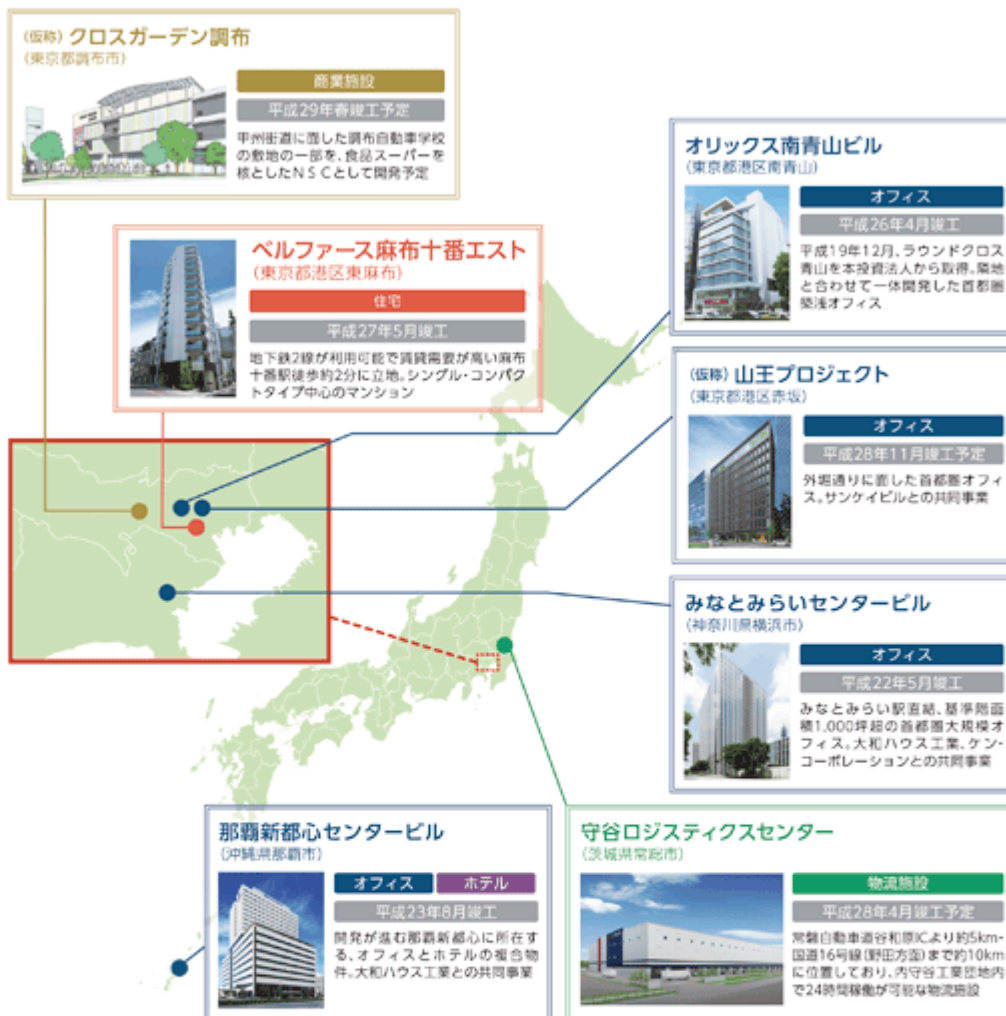 (仮称) クロスガーデン調布
(東京都調布市)
商業施設
平成29年春竣工予定
甲州街道に面した調布自動車学校
の敷地の一部を、食品スーパーを
核としたNSCとして開発予定
ベルファース麻布十番エスト
(東京都港区東麻布)
住宅
平成27年5月竣工
地下鉄2線が利用可能で賃貸需要が高い麻布
十番駅徒歩約2分に立地。シングル・コンパク
トタイプ中心のマンション
オリックス南青山ビル
(東京都港区南青山)
オフィス
平成26年4月竣工
平成19年12月、ラウンドクロス
青山を本投資法人から取得。隣地
と合わせて一体開発した首都圏
築浅オフィス
(仮称) 山王プロジェクト
(東京都港区赤坂)
オフィス
平成28年11月竣工予定
外堀通りに面した首都圏オフィ
ス。サンケイビルとの共同事業
みなとみらいセンタービル
(神奈川県横浜市)
オフィス
平成22年5月竣工
みなとみらい駅直結、基準階面
積1,000坪超の首都圏大規模オ
フィス。大和ハウス工業、ケン・
コーポレーションとの共同事業
那覇新都心センタービル
(沖縄県那覇市)
オフィス ホテル
平成23年8月竣工
開発が進む那覇新都心に所在す
る、オフィスとホテルの複合物
件。大和ハウス工業との共同事業
守谷ロジスティクスセンター
(茨城県常総市)
物流施設
平成28年4月竣工予定
常磐自動車道谷和原ICより約5km・
国道16号線(野田方面)まで約10km
に位置しており、内守谷工業団地内
で24時間稼働が可能な物流施設